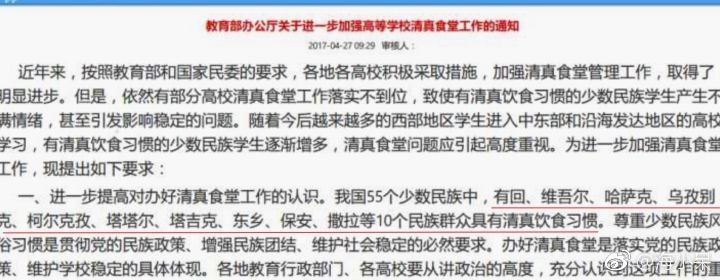 教育部办公厅关于进一步加强高等学校清真食堂工作的通知
2017-04-27 09:29 审核人:
近年来，按照教育部和国家民委的要求，各地各高校积极采取措施，加强清真食堂管理工作，取得了
明显进步。但是，依然有部分高校清真食堂工作落实不到位，致使有清真饮食习惯的少数民族学生产生不
满情绪，甚至引发影响稳定的问题。随着今后越来越多的西部地区学生进入中东部和沿海发达地区的高校
学习，有清真饮食习惯的少数民族学生逐渐增多，清真食堂问题应引起高度重视。为进一步加强清真食堂
工作，现提出如下要求：
一、进一步提高对办好清真食堂工作的认识。我国55个少数民族中，有回、维吾尔、哈萨克、乌孜别
克、柯尔克孜、塔塔尔、塔吉克、东乡、保安、撒拉等10个民族群众具有清真饮食习惯。尊重少数民族风
俗习惯是贯彻党的民族政策、增强民族团结、维护社会稳定的必然要求。办好清真食堂是落实党的民族政
策、维护学校稳定的具体体现。各地教育行政部门、各高校要从讲政治的高度，充分认识